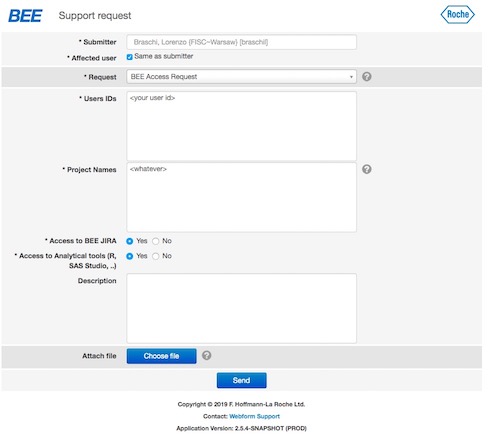 BEE Support request Roche
* Submitter Braschi, Lorenzo {FISC~Warsaw} [braschil]
* Affected user Same as submitter
* Request BEE Access Request ?
* Users IDs <your user id>
* Project Names <whatever> ?
* Access to BEE JIRA Yes No
* Access to Analytical tools (R, Yes No
SAS Studio, ..)
Description
Attach file Choose file ?
Send
Copyright © 2019 F. Hoffmann-La Roche Ltd.
Contact: Webform Support
Application Version: 2.5.4-SNAPSHOT (PROD)